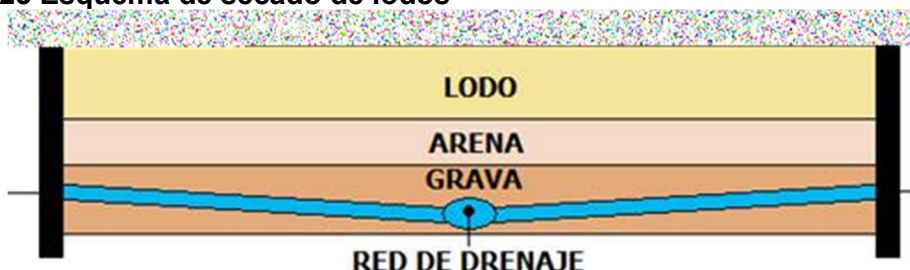 Esquema de secado de lodos
LODO
ARENA
GRAVA
RED DE DRENAJE